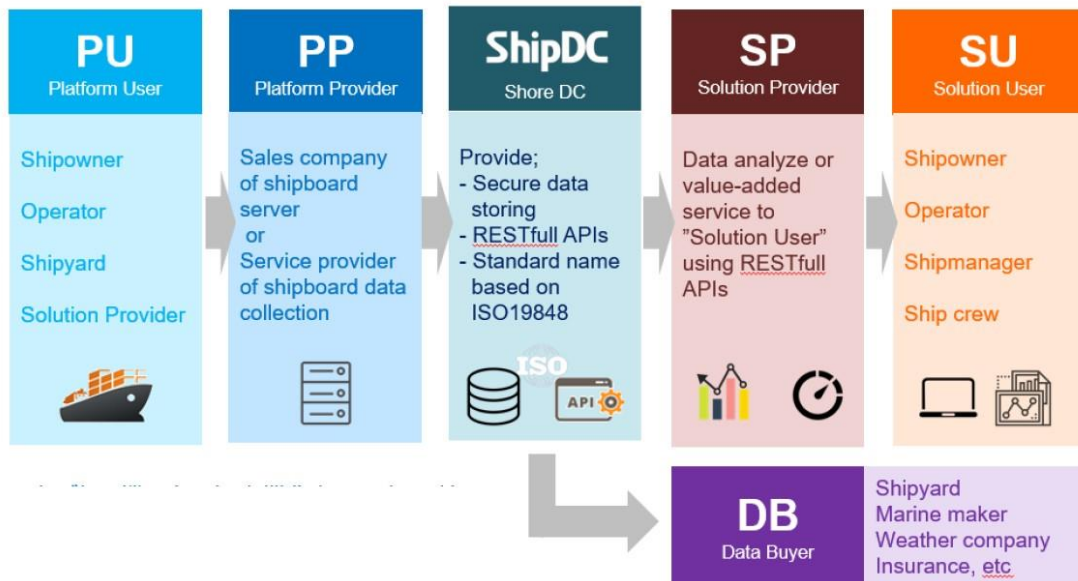 PU
Platform User
Shipowner
Operator
Shipyard
Solution Provider
PP
Platform Provider
Sales company
of shipboard
server
or
Service provider
of shipboard data
collection
ShipDC
Shore DC
Provide;
- Secure data
storing
- RESTfull APIs
- Standard name
based on
ISO19848
ISO
API
SP
Solution Provider
Data analyze or
value-added
service to
"Solution User"
using RESTfull
APIs
SU
Solution User
Shipowner
Operator
Shipmanager
Ship crew
DB
Data Buyer
Shipyard
Marine maker
Weather company
Insurance, etc